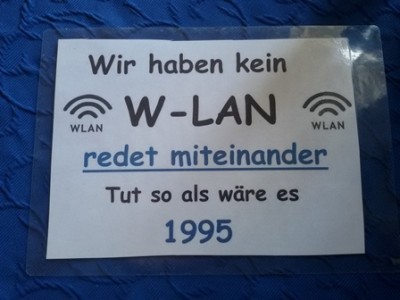 Wir haben kein
WLAN W-LAN WLAN
redet miteinander
Tut so als wäre es
1995